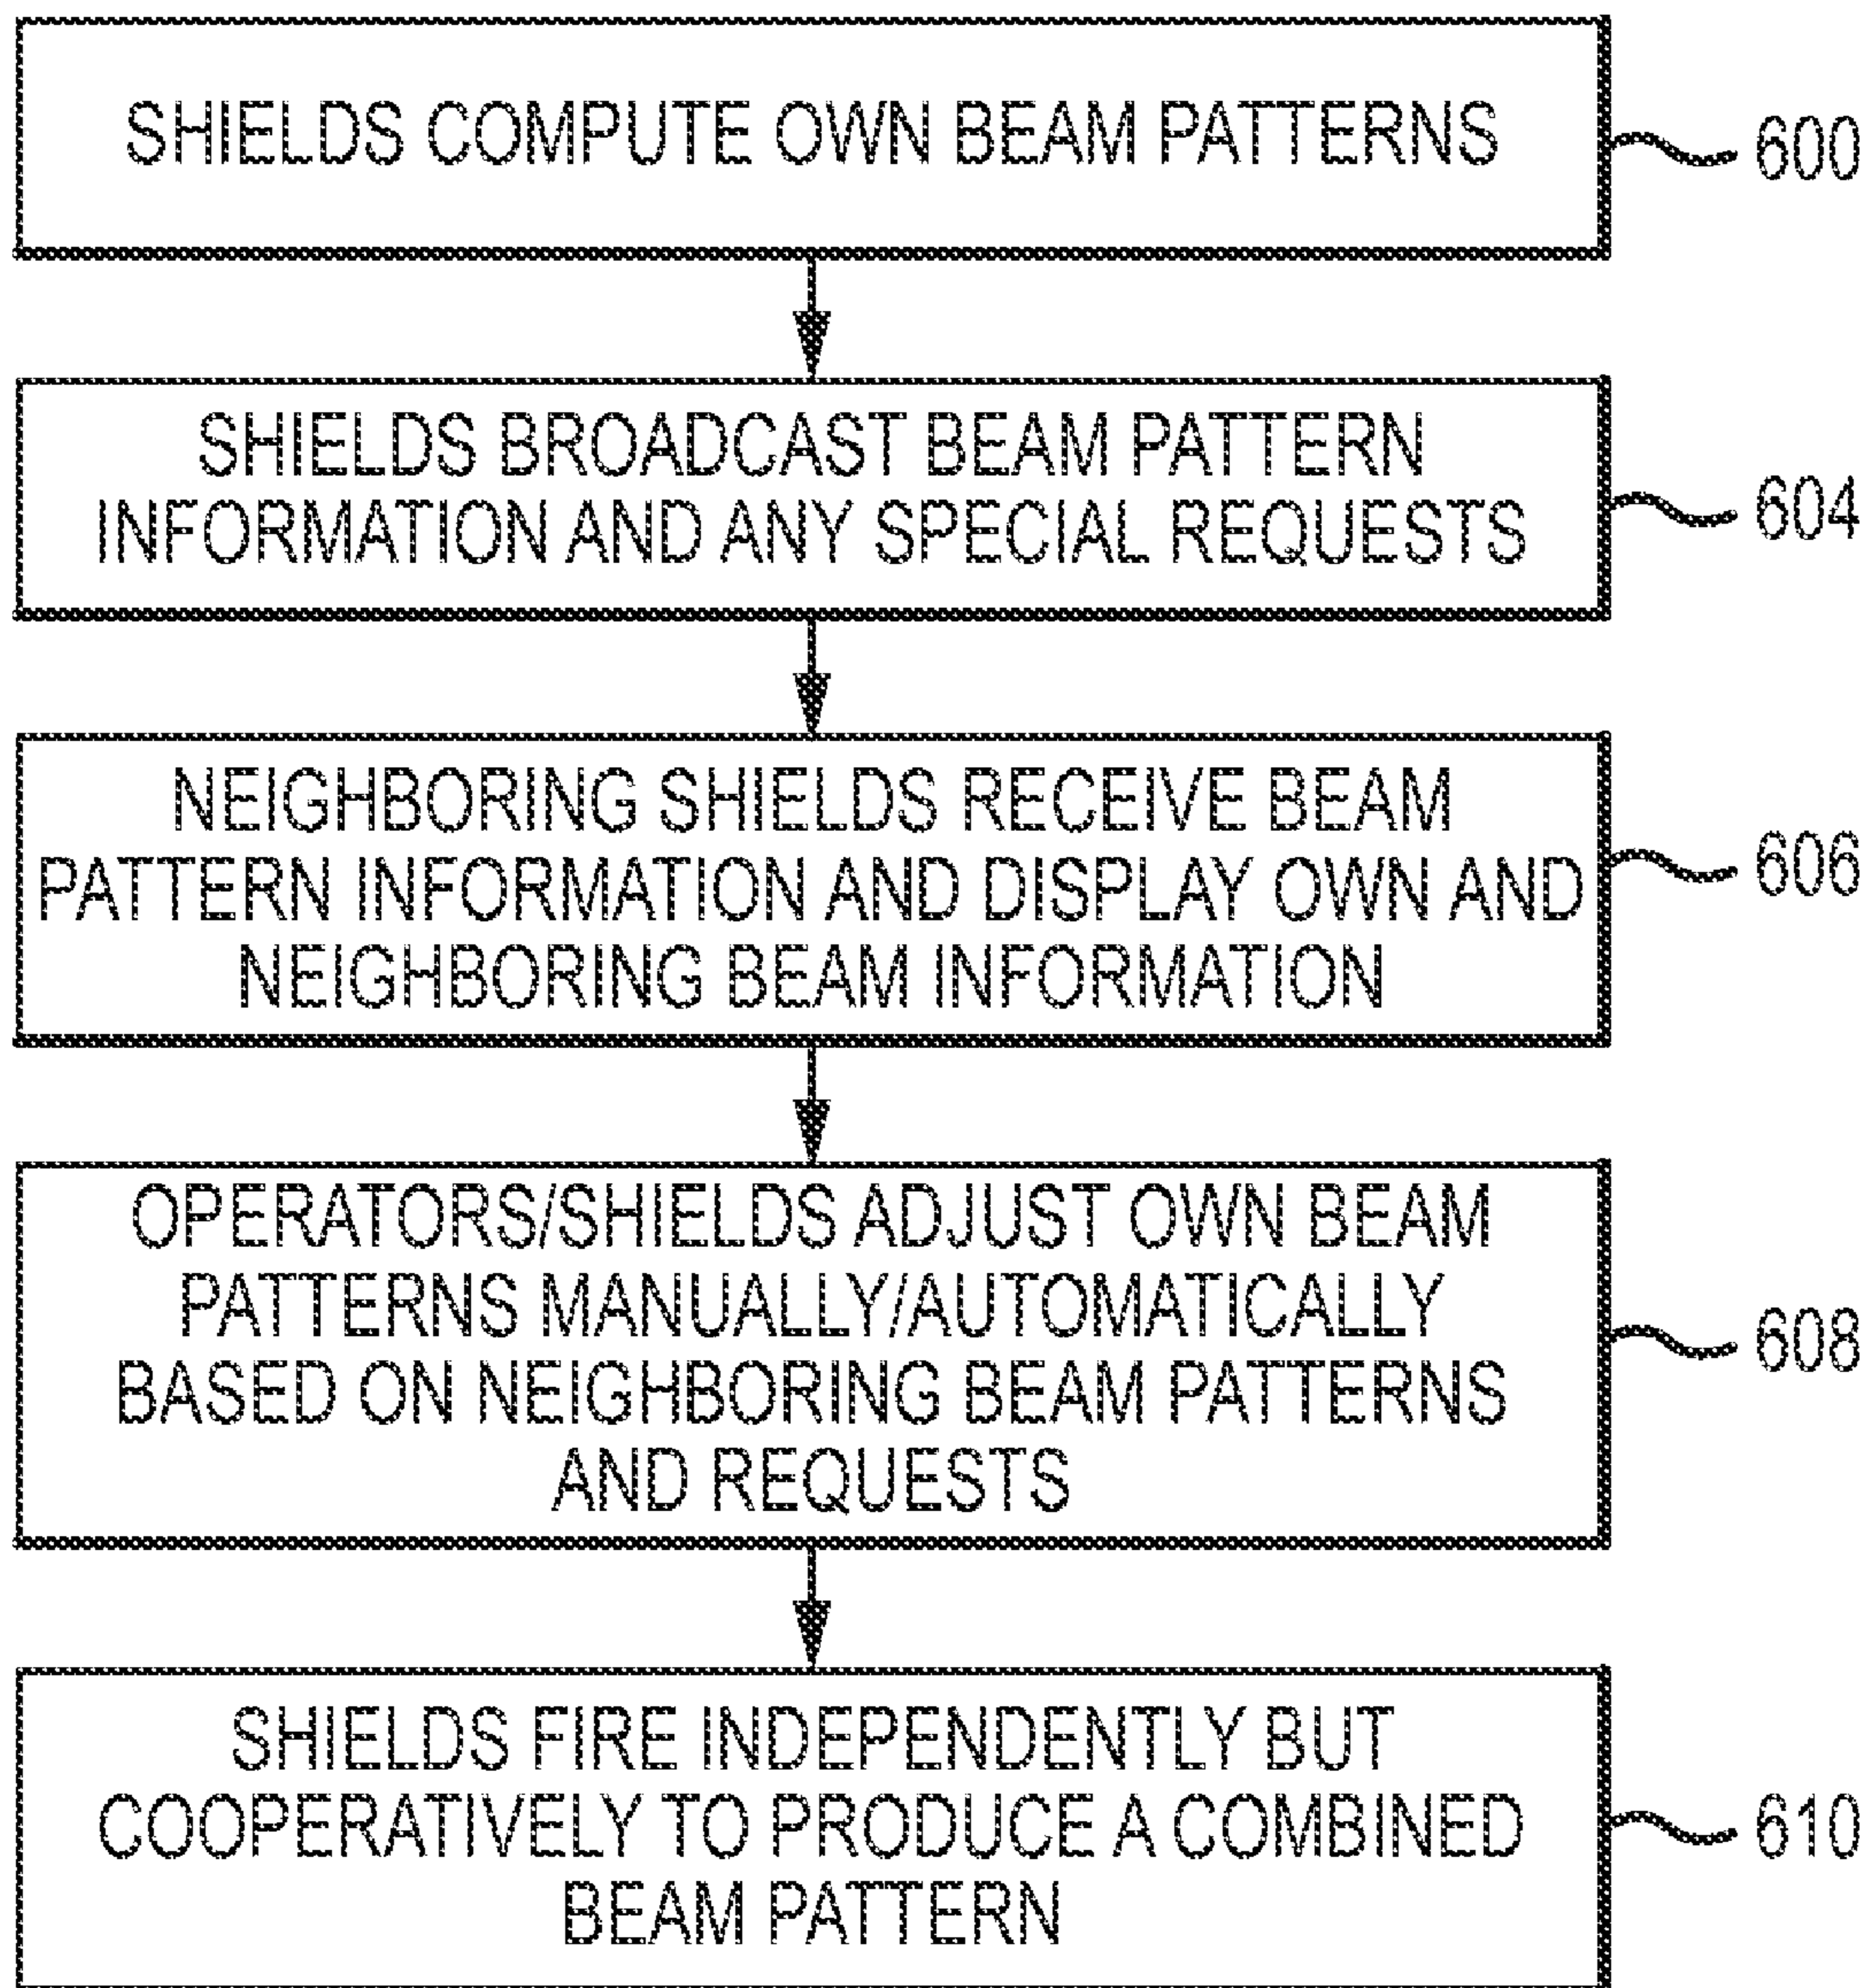 SHIELDS COMPUTE OWN BEAM PATTERNS
600
SHIELDS BROADCAST BEAM PATTERN
INFORMATION AND ANY SPECIAL REQUESTS
604
NEIGHBORING SHIELDS RECEIVE BEAM
PATTERN INFORMATION AND DISPLAY OWN AND
NEIGHBORING BEAM INFORMATION
606
OPERATORS/SHIELDS ADJUST OWN BEAM
PATTERNS MANUALLY/AUTOMATICALLY
BASED ON NEIGHBORING BEAM PATTERNS
AND REQUESTS
608
SHIELDS FIRE INDEPENDENTLY BUT
COOPERATIVELY TO PRODUCE A COMBINED
BEAM PATTERN
610